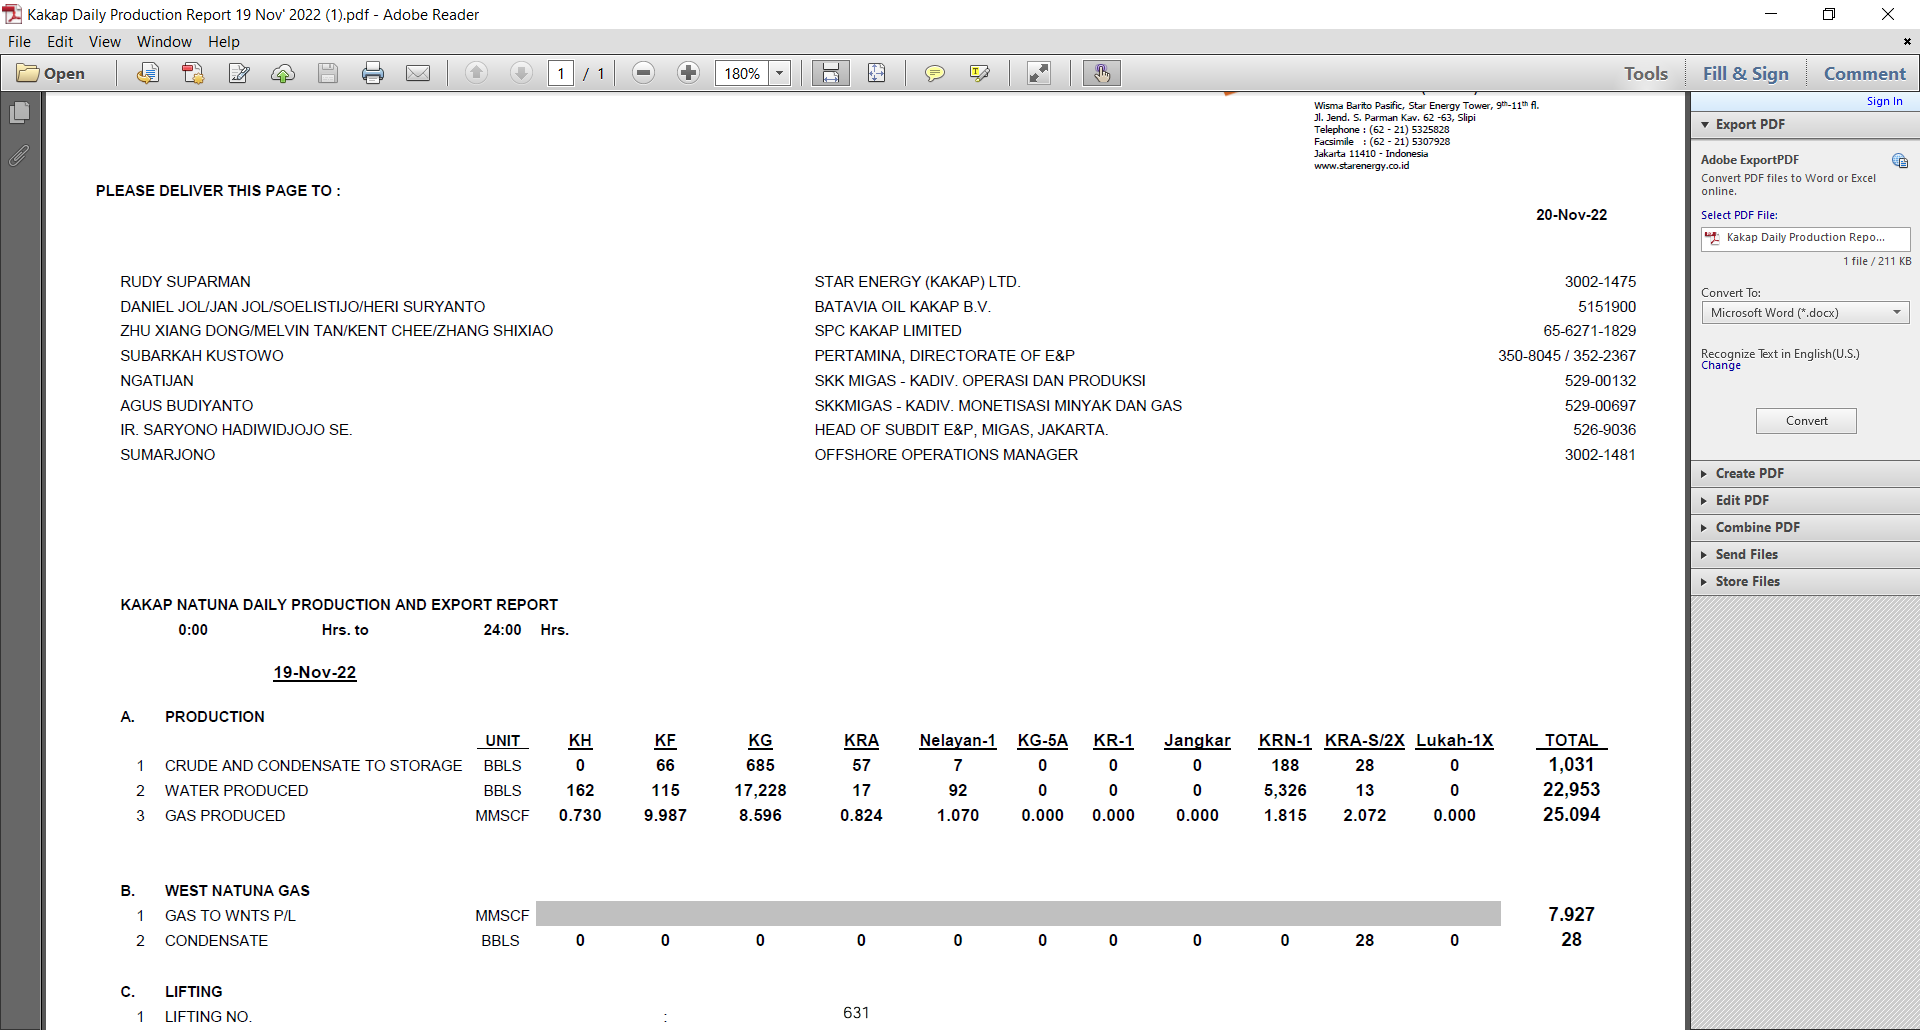 Kakap Daily Production Report 19 Nov' 2022 (1).pdf - Adobe Reader
File Edit View Window Help
Open 1 / 1 180% Tools Fill & Sign Comment
Sign In
Export PDF
Adobe ExportPDF
Convert PDF files to Word or Excel
online.
Select PDF File:
Kakap Daily Production Repo...
1 file / 211 KB
Convert To:
Microsoft Word (*.docx)
Recognize Text in English(U.S.)
Change
Convert
Create PDF
Edit PDF
Combine PDF
Send Files
Store Files
Wisma Barito Pasific, Star Energy Tower, 9th-11th fl.
Jl. Jend. S. Parman Kav. 62 -63, Slipi
Telephone : (62 - 21) 5325828
Facsimile : (62 - 21) 5307928
Jakarta 11410 - Indonesia
www.starenergy.co.id
PLEASE DELIVER THIS PAGE TO :
20-Nov-22
RUDY SUPARMAN STAR ENERGY (KAKAP) LTD. 3002-1475
DANIEL JOL/JAN JOL/SOELISTIJO/HERI SURYANTO BATAVIA OIL KAKAP B.V. 5151900
ZHU XIANG DONG/MELVIN TAN/KENT CHEE/ZHANG SHIXIAO SPC KAKAP LIMITED 65-6271-1829
SUBARKAH KUSTOWO PERTAMINA, DIRECTORATE OF E&P 350-8045 / 352-2367
NGATIJAN SKK MIGAS - KADIV. OPERASI DAN PRODUKSI 529-00132
AGUS BUDIYANTO SKKMIGAS - KADIV. MONETISASI MINYAK DAN GAS 529-00697
IR. SARYONO HADIWIDJOJO SE. HEAD OF SUBDIT E&P, MIGAS, JAKARTA. 526-9036
SUMARJONO OFFSHORE OPERATIONS MANAGER 3002-1481
KAKAP NATUNA DAILY PRODUCTION AND EXPORT REPORT
0:00 Hrs. to 24:00 Hrs.
19-Nov-22
A. PRODUCTION
UNIT KH KF KG KRA Nelayan-1 KG-5A KR-1 Jangkar KRN-1 KRA-S/2X Lukah-1X TOTAL
1 CRUDE AND CONDENSATE TO STORAGE BBLS 0 66 685 57 7 0 0 0 188 28 0 1,031
2 WATER PRODUCED BBLS 162 115 17,228 17 92 0 0 0 5,326 13 0 22,953
3 GAS PRODUCED MMSCF 0.730 9.987 8.596 0.824 1.070 0.000 0.000 0.000 1.815 2.072 0.000 25.094
B. WEST NATUNA GAS
1 GAS TO WNTS P/L MMSCF 7.927
2 CONDENSATE BBLS 0 0 0 0 0 0 0 0 0 28 0 28
C. LIFTING
1 LIFTING NO. : 631